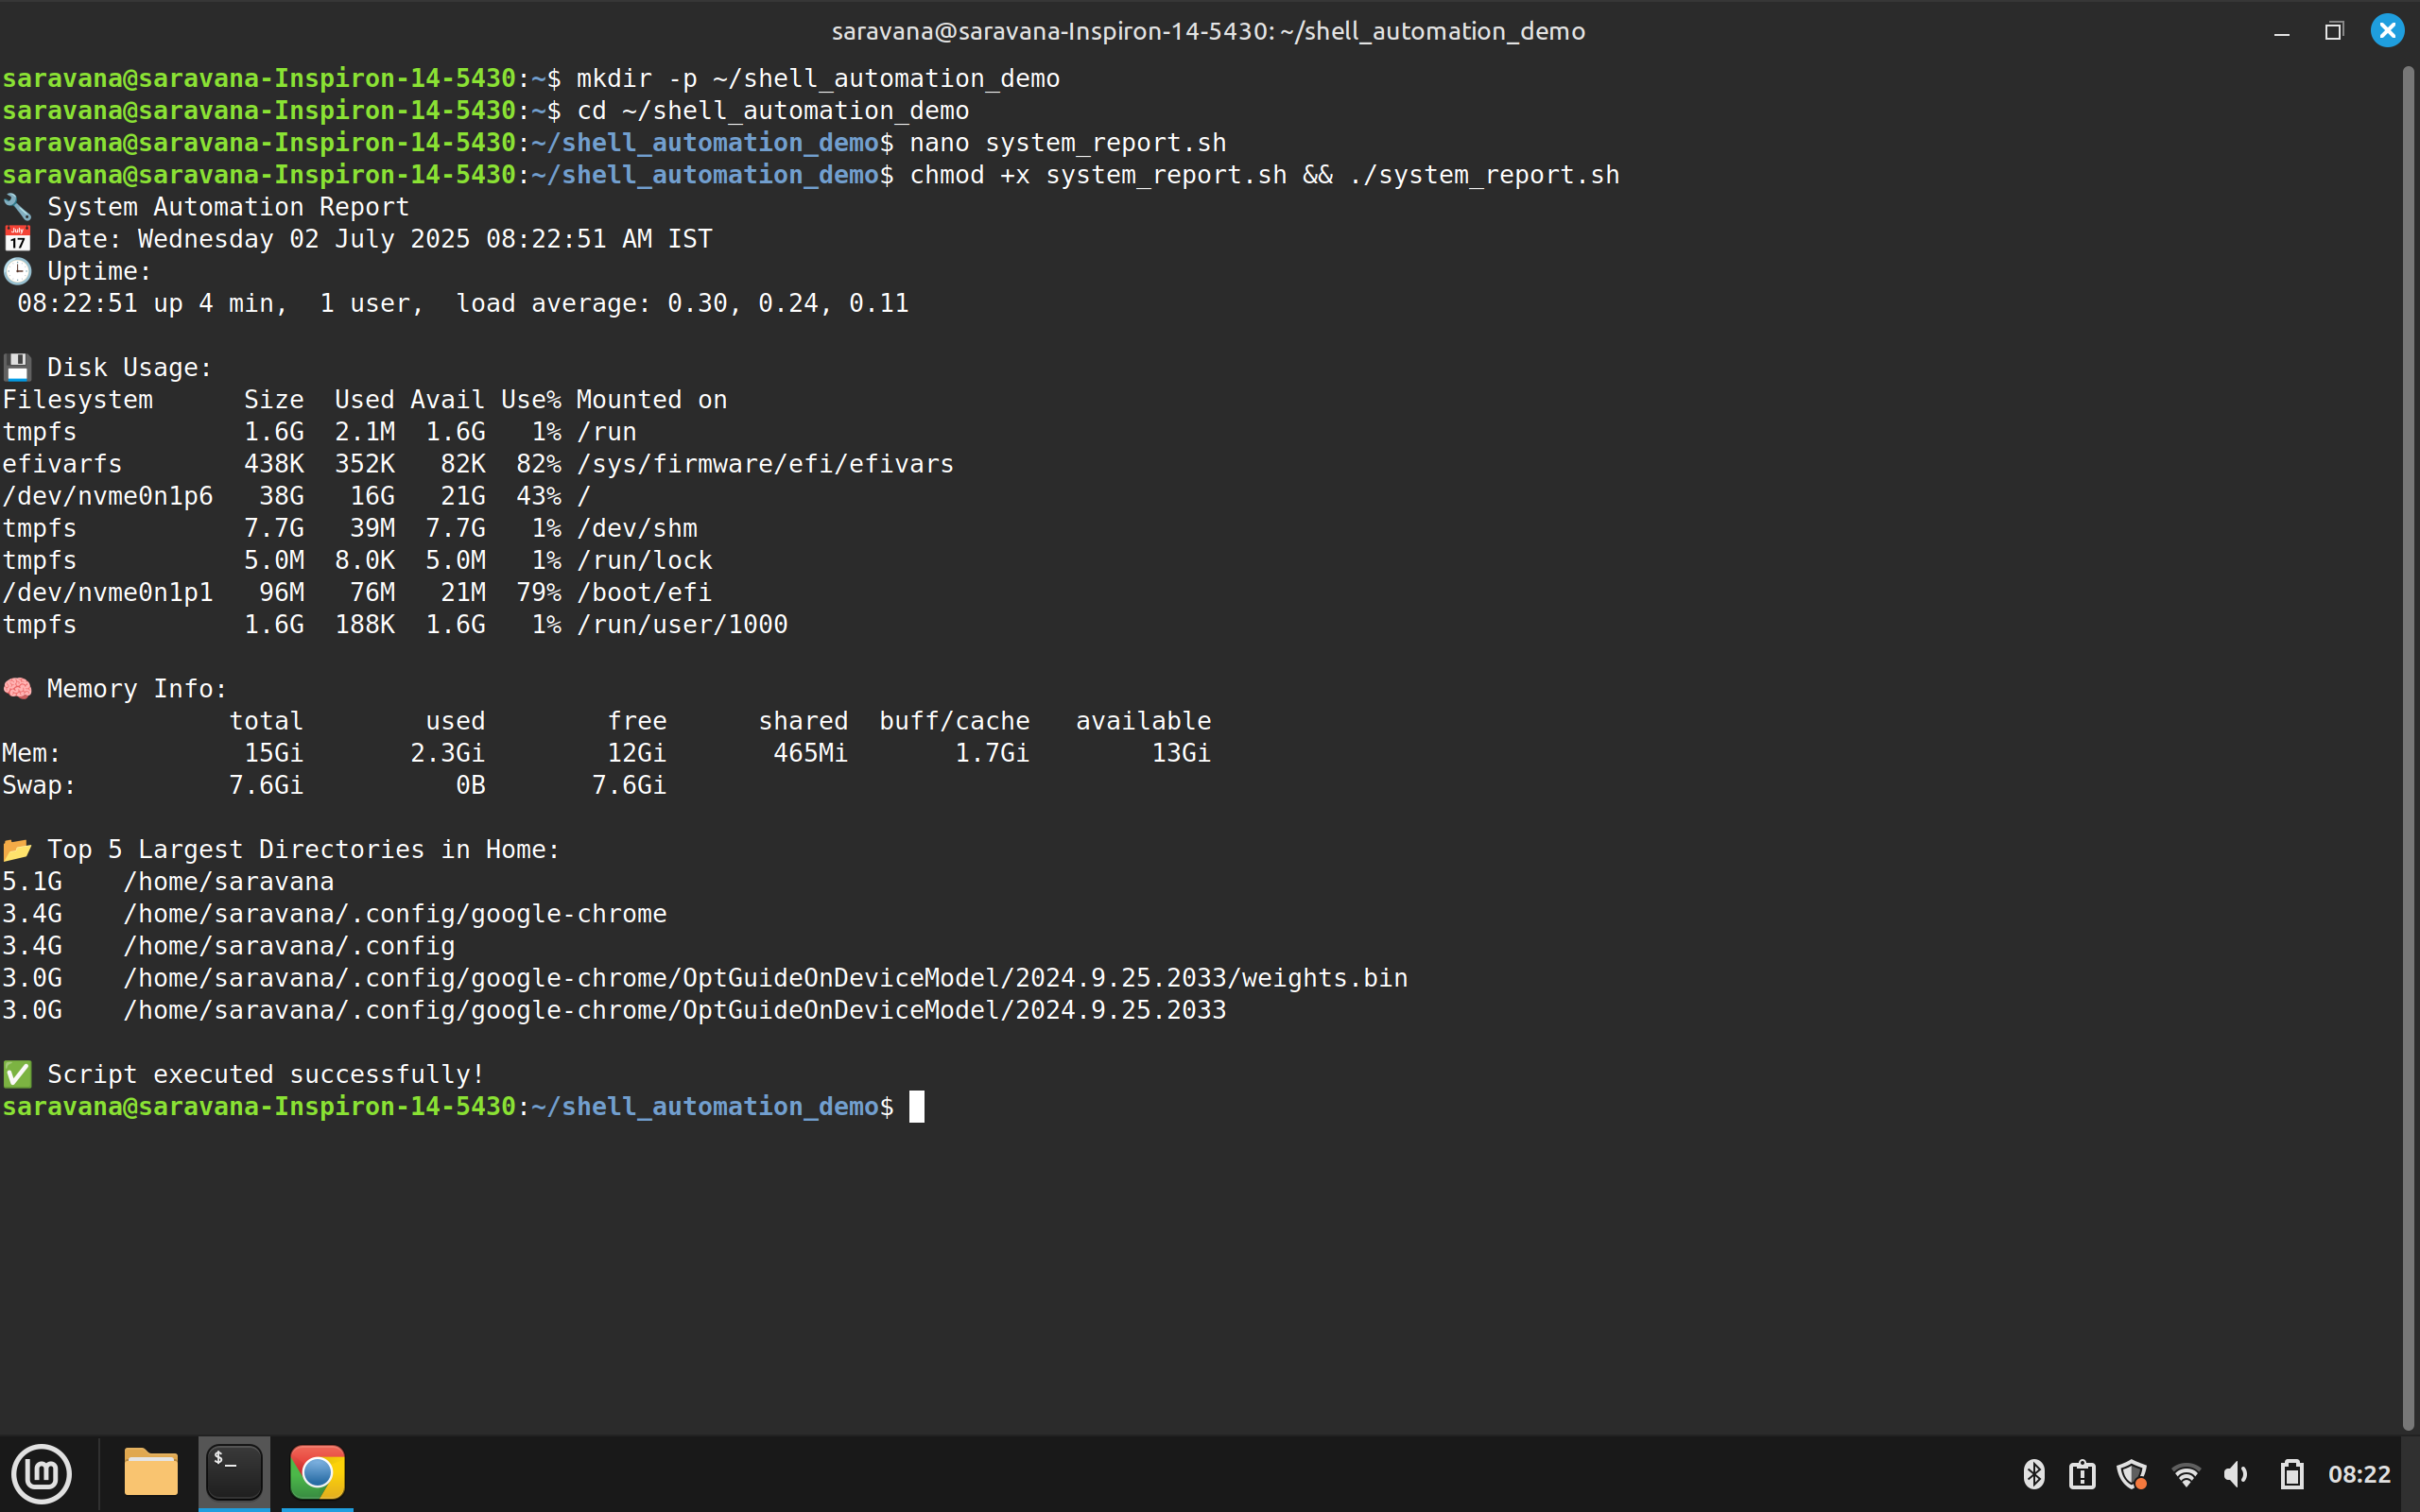 saravana@saravana-Inspiron-14-5430: ~/shell_automation_demo
saravana@saravana-Inspiron-14-5430:~$ mkdir -p ~/shell_automation_demo
saravana@saravana-Inspiron-14-5430:~$ cd ~/shell_automation_demo
saravana@saravana-Inspiron-14-5430:~/shell_automation_demo$ nano system_report.sh
saravana@saravana-Inspiron-14-5430:~/shell_automation_demo$ chmod +x system_report.sh && ./system_report.sh
🔧 System Automation Report
📅 Date: Wednesday 02 July 2025 08:22:51 AM IST
🕒 Uptime:
 08:22:51 up 4 min,  1 user,  load average: 0.30, 0.24, 0.11

💾 Disk Usage:
Filesystem      Size  Used Avail Use% Mounted on
tmpfs           1.6G  2.1M  1.6G   1% /run
efivarfs        438K  352K   82K  82% /sys/firmware/efi/efivars
/dev/nvme0n1p6   38G   16G   21G  43% /
tmpfs           7.7G   39M  7.7G   1% /dev/shm
tmpfs           5.0M  8.0K  5.0M   1% /run/lock
/dev/nvme0n1p1   96M   76M   21M  79% /boot/efi
tmpfs           1.6G  188K  1.6G   1% /run/user/1000

🧠 Memory Info:
               total        used        free      shared  buff/cache   available
Mem:            15Gi       2.3Gi        12Gi       465Mi       1.7Gi        13Gi
Swap:          7.6Gi          0B       7.6Gi

📂 Top 5 Largest Directories in Home:
5.1G    /home/saravana
3.4G    /home/saravana/.config/google-chrome
3.4G    /home/saravana/.config
3.0G    /home/saravana/.config/google-chrome/OptGuideOnDeviceModel/2024.9.25.2033/weights.bin
3.0G    /home/saravana/.config/google-chrome/OptGuideOnDeviceModel/2024.9.25.2033

✅ Script executed successfully!
saravana@saravana-Inspiron-14-5430:~/shell_automation_demo$
08:22